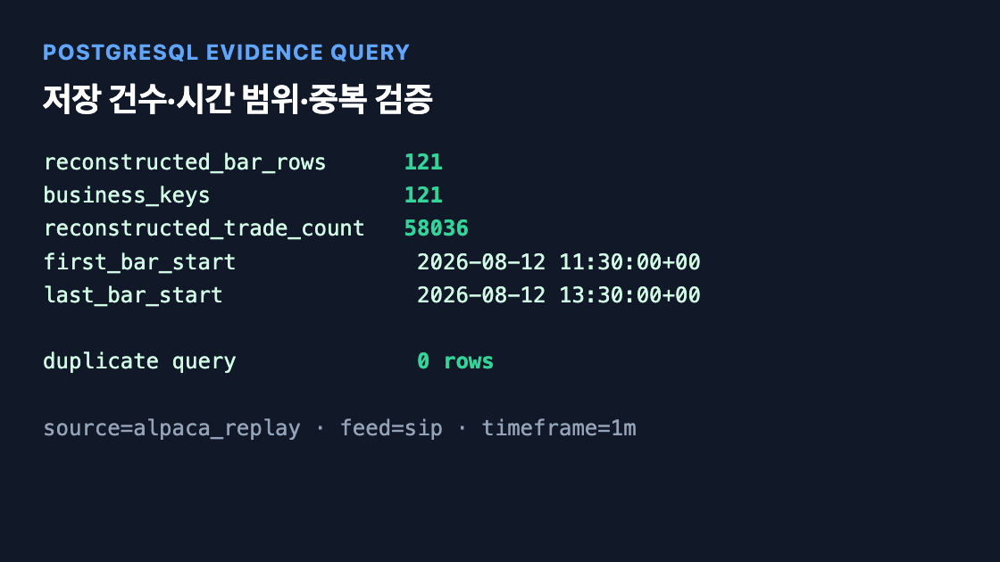 POSTGRESQL EVIDENCE QUERY
저장 건수·시간 범위·중복 검증
reconstructed_bar_rows 121
business_keys 121
reconstructed_trade_count 58036
first_bar_start 2026-08-12 11:30:00+00
last_bar_start 2026-08-12 13:30:00+00
duplicate query 0 rows
source=alpaca_replay · feed=sip · timeframe=1m